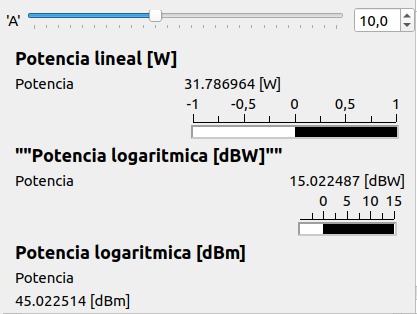 'A' 10,0
Potencia lineal [W]
Potencia 31.786964 [W]
-1 -0,5 0 0,5 1
""Potencia logaritmica [dBW]""
Potencia 15.022487 [dBW]
0 5 10 15
Potencia logaritmica [dBm]
Potencia
45.022514 [dBm]